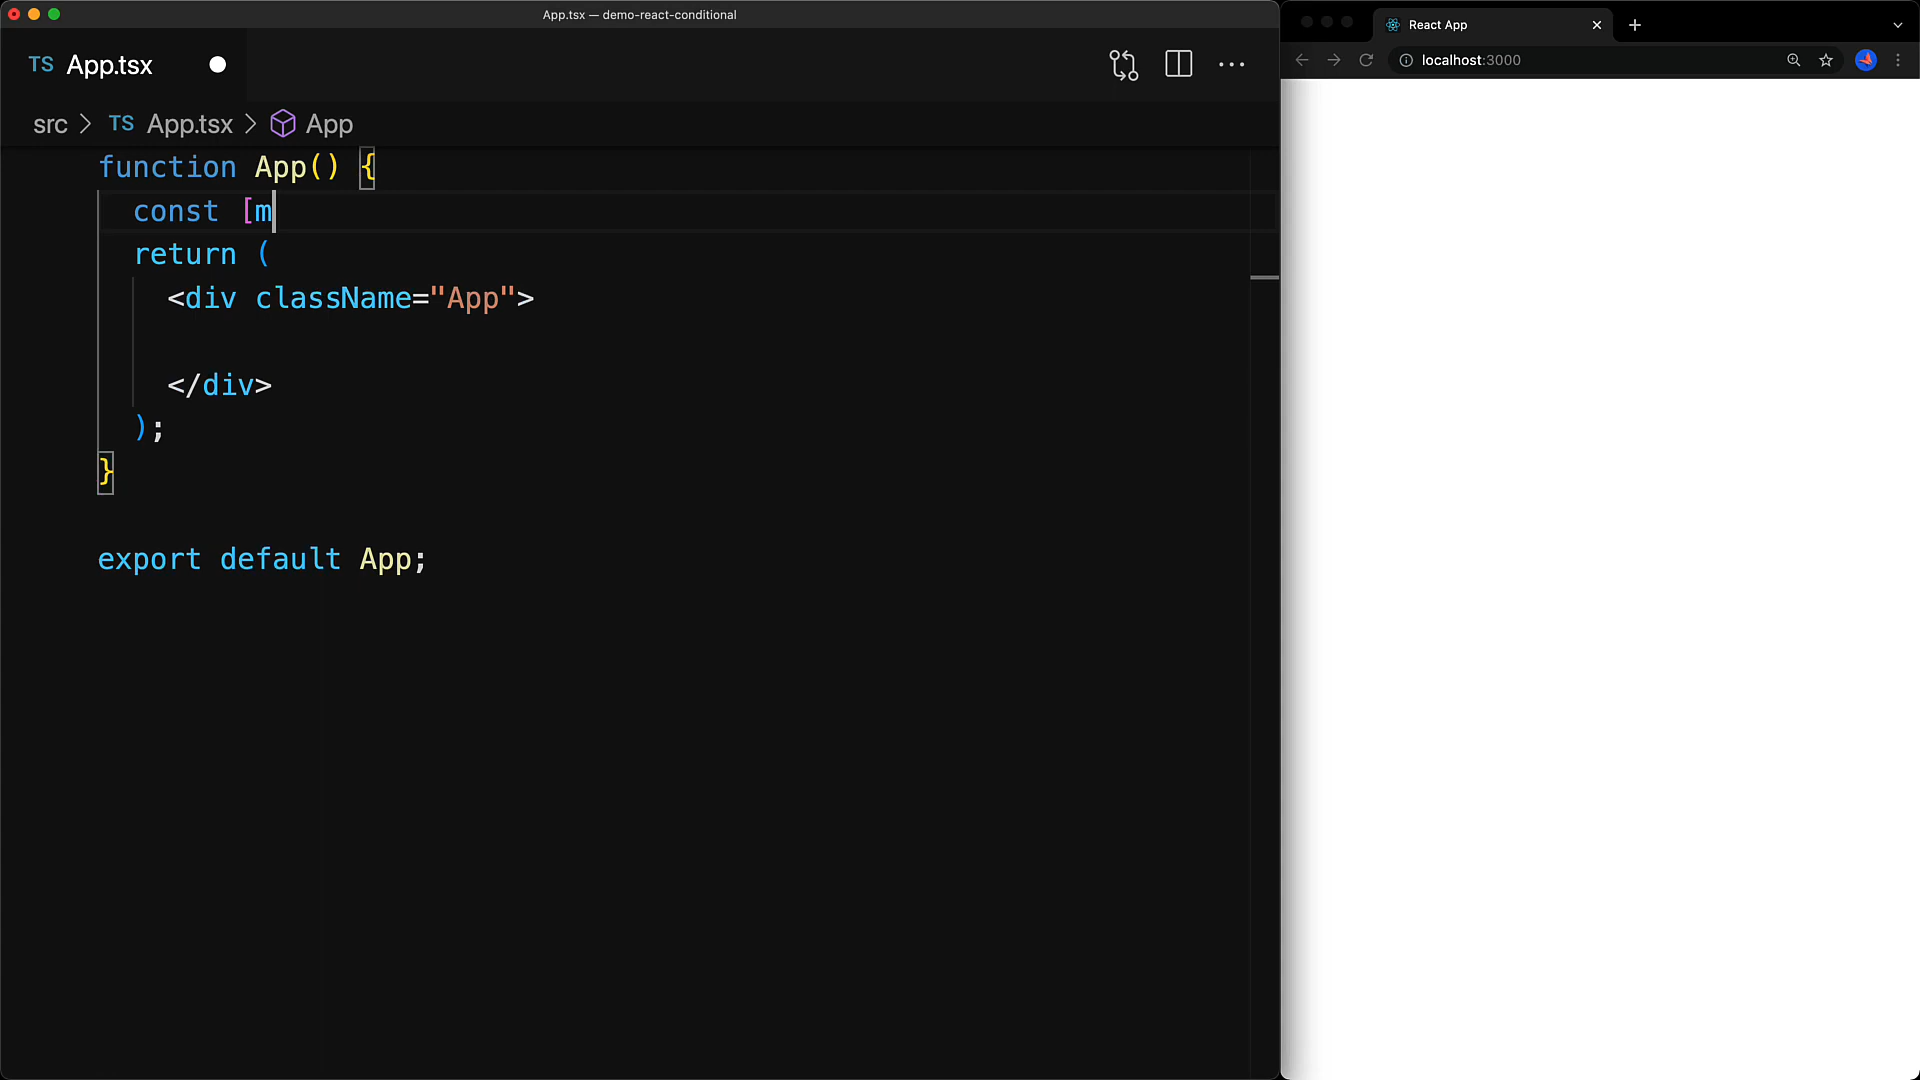 App.tsx — demo-react-conditional
TS App.tsx
src > TS App.tsx > App
function App() {
const [m
return (
<div className="App">
</div>
);
}
export default App;
React App
localhost:3000